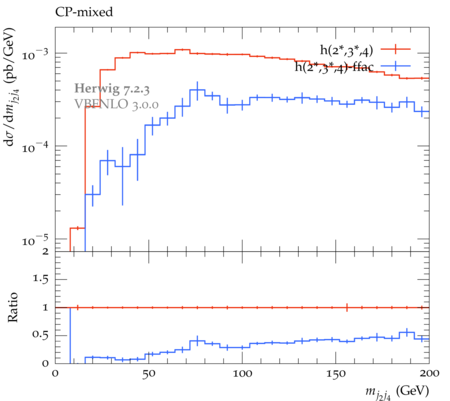 CP-mixed
dσ/dm_{j₂j₄} (pb/GeV)
10⁻³
10⁻⁴
10⁻⁵
h(2*,3*,4)
h(2*,3*,4)-ffac
Herwig 7.2.3
VBFNLO 3.0.0
Ratio
2
1.5
1
0.5
0
0 50 100 150 200
m_{j₂j₄} (GeV)